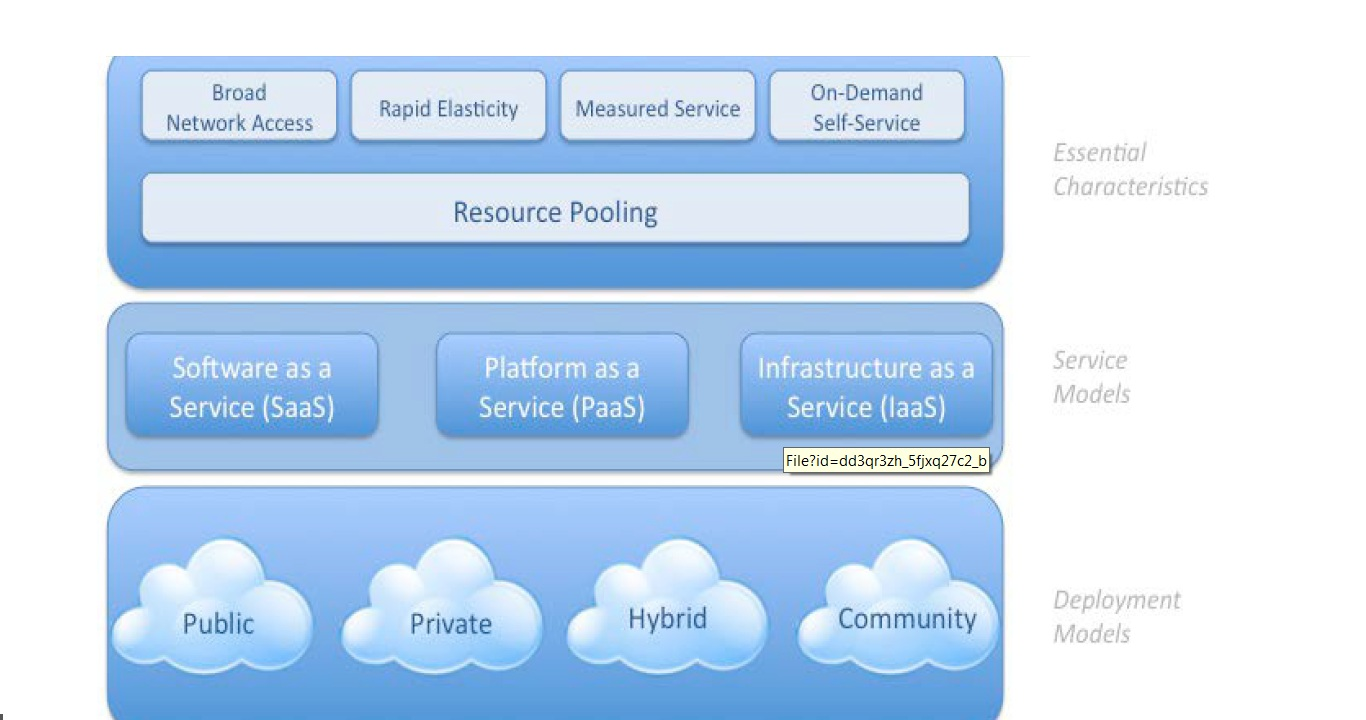 Broad
Network Access
Rapid Elasticity
Measured Service
On-Demand
Self-Service
Resource Pooling
Essential
Characteristics
Software as a
Service (SaaS)
Platform as a
Service (PaaS)
Infrastructure as a
Service (IaaS)
File?id=dd3qr3zh_5fjxq27c2_b
Service
Models
Public
Private
Hybrid
Community
Deployment
Models